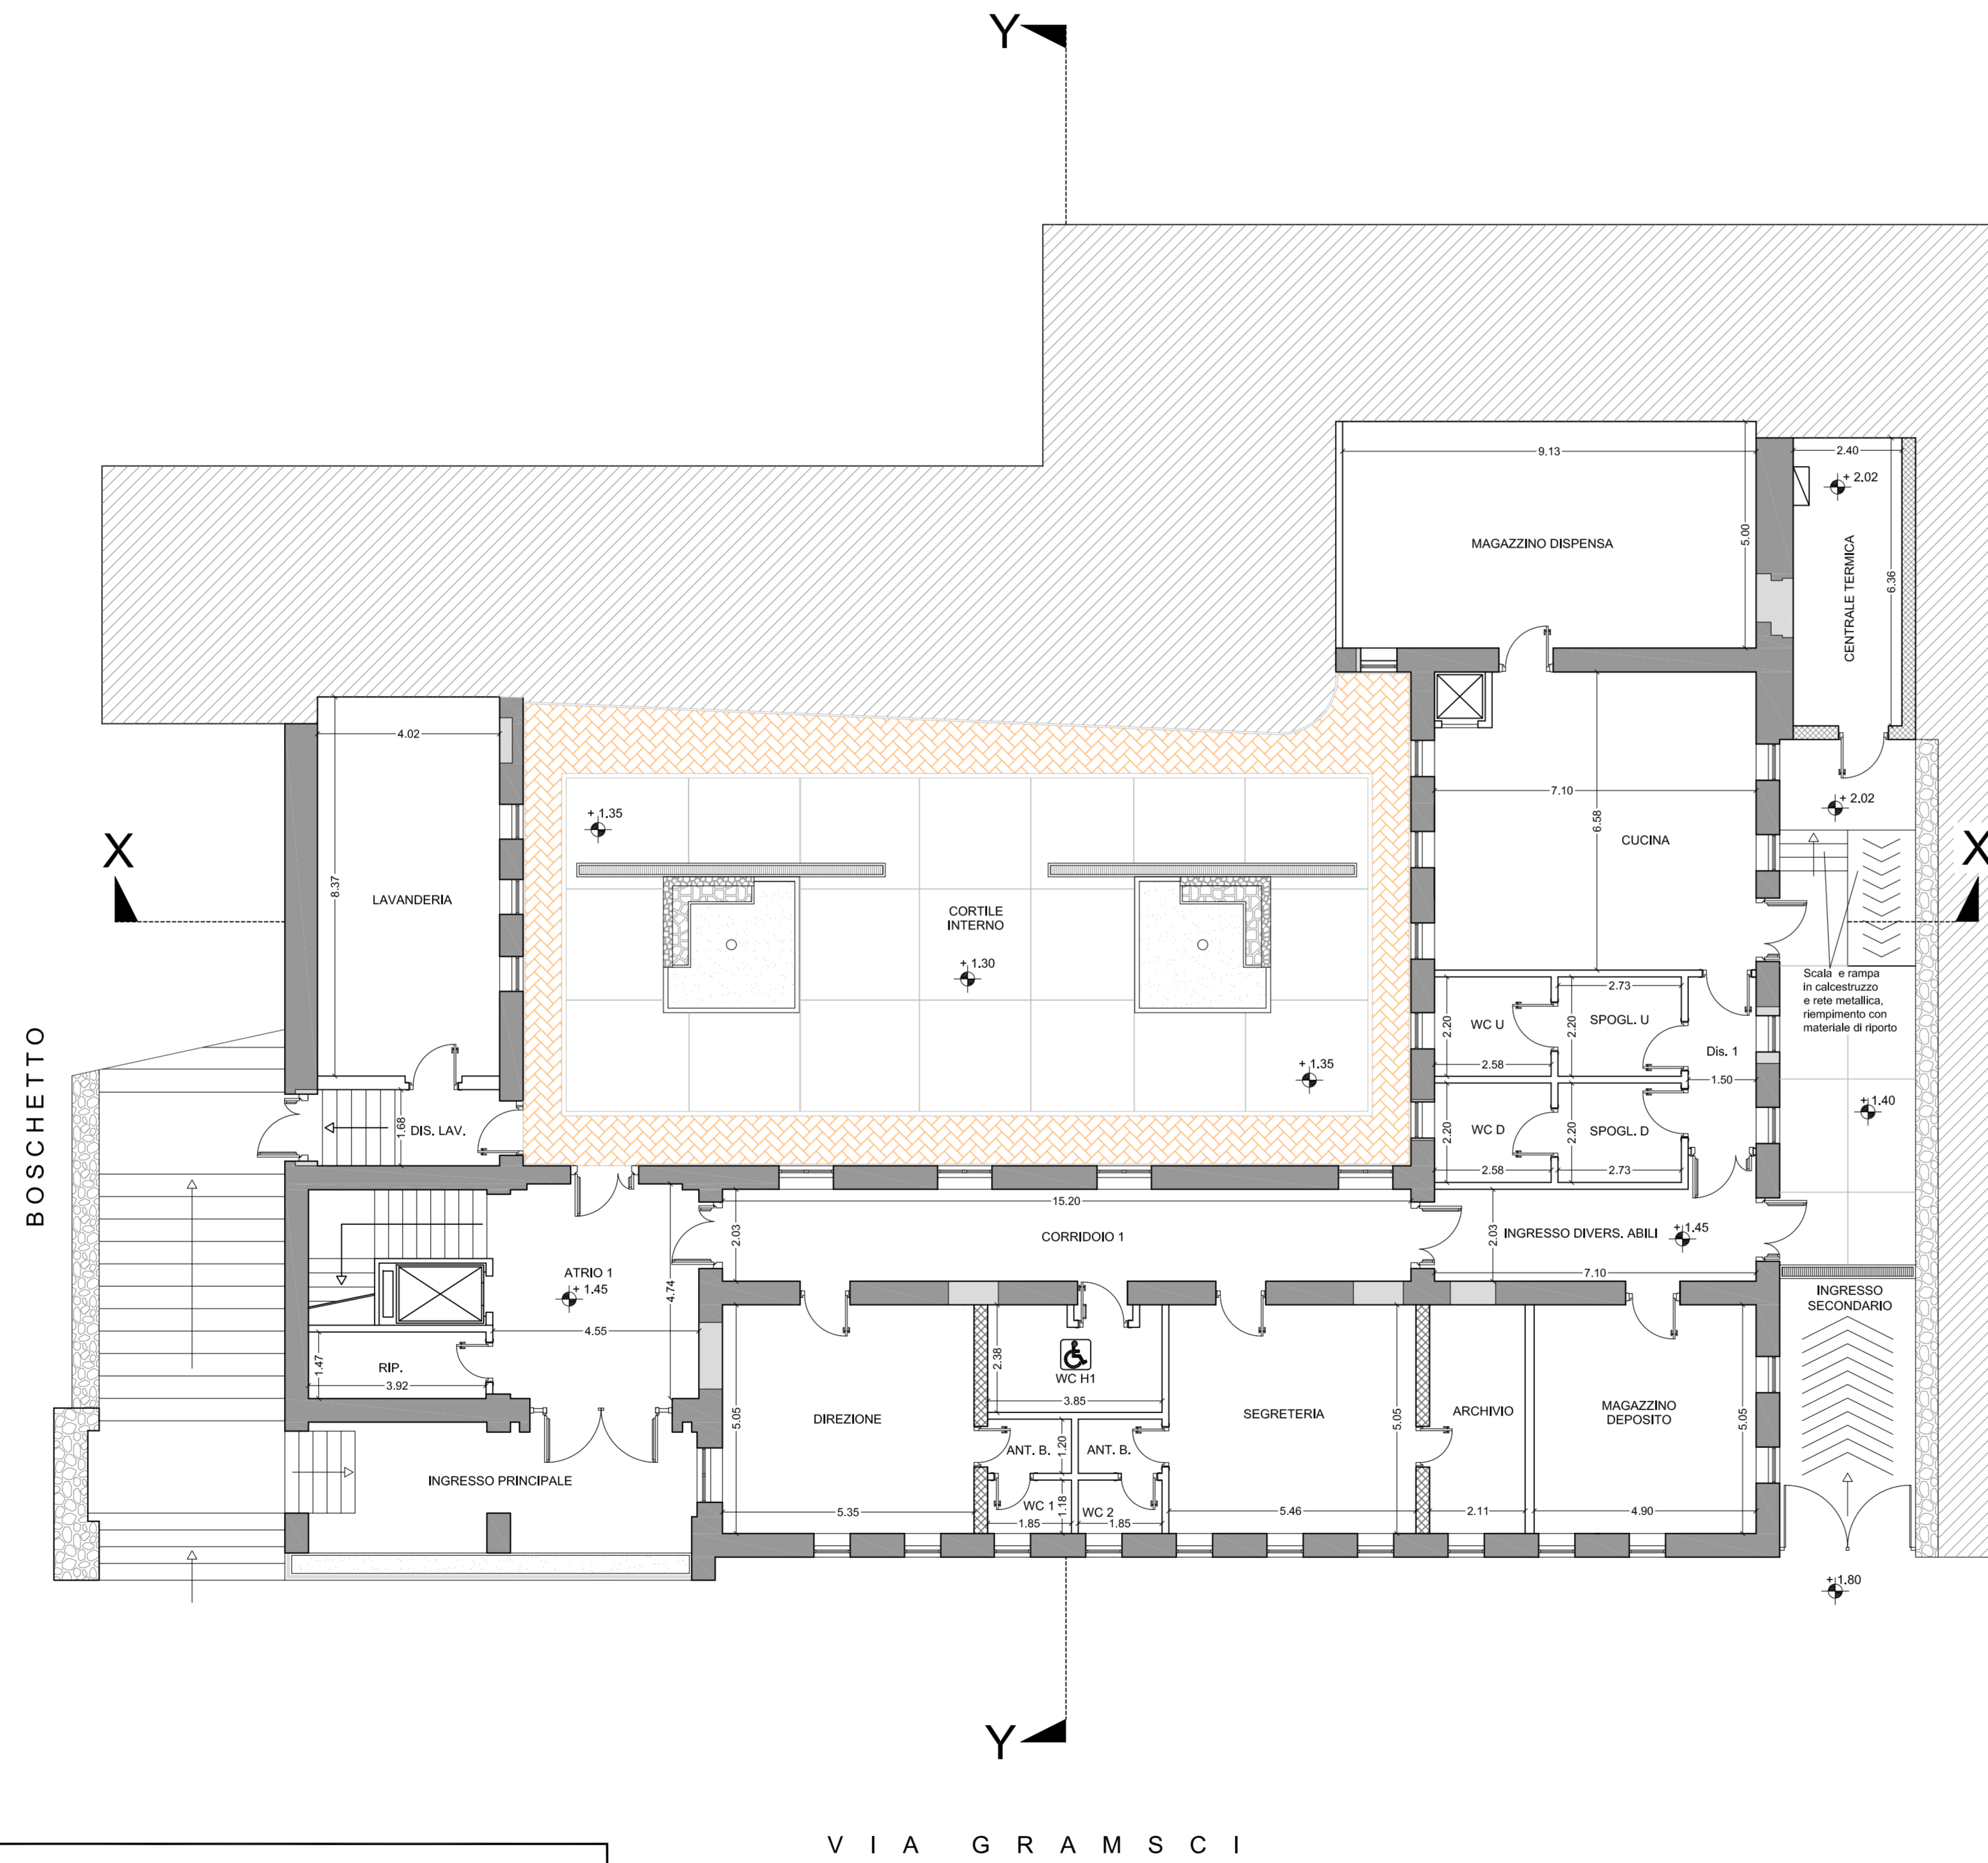 Y
9.13
2.40
+ 2.02
MAGAZZINO DISPENSA
5.00
CENTRALE TERMICA
6.36
4.02
8.37
LAVANDERIA
+ 1.35
7.10
6.58
CUCINA
+ 2.02
X
X
CORTILE
INTERNO
+ 1.30
+ 1.35
Scala e rampa
in calcestruzzo
e rete metallica,
riempimento con
materiale di riporto
2.20
WC U
2.58
2.73
2.20
SPOGL. U
Dis. 1
1.50
+ 1.40
BOSCHETTO
1.68
DIS. LAV.
2.20
WC D
2.58
2.20
SPOGL. D
2.73
15.20
2.03
CORRIDOIO 1
2.03
INGRESSO DIVERS. ABILI
+ 1.45
7.10
ATRIO 1
+ 1.45
4.74
4.55
INGRESSO
SECONDARIO
1.47
RIP.
3.92
2.38
WC H1
3.85
5.05
DIREZIONE
5.35
SEGRETERIA
5.05
5.46
ARCHIVIO
2.11
MAGAZZINO
DEPOSITO
5.05
4.90
ANT. B.
1.20
ANT. B.
INGRESSO PRINCIPALE
WC 1
1.18
WC 2
1.85
1.85
+ 1.80
Y
VIA GRAMSCI